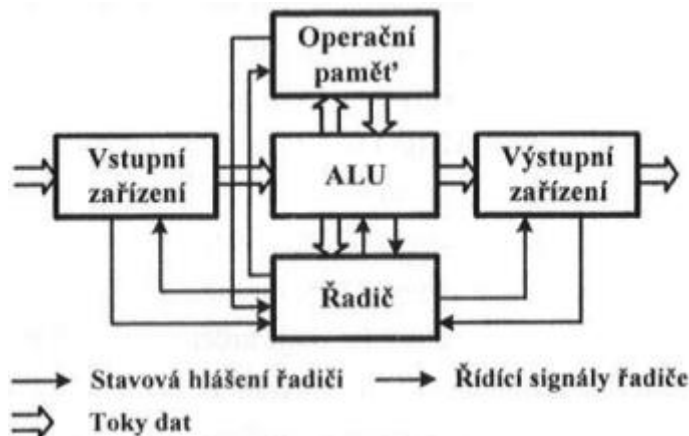 Operační
paměť
Vstupní
zařízení
ALU
Výstupní
zařízení
Řadič
Stavová hlášení řadiči
Řídící signály řadiče
Toky dat